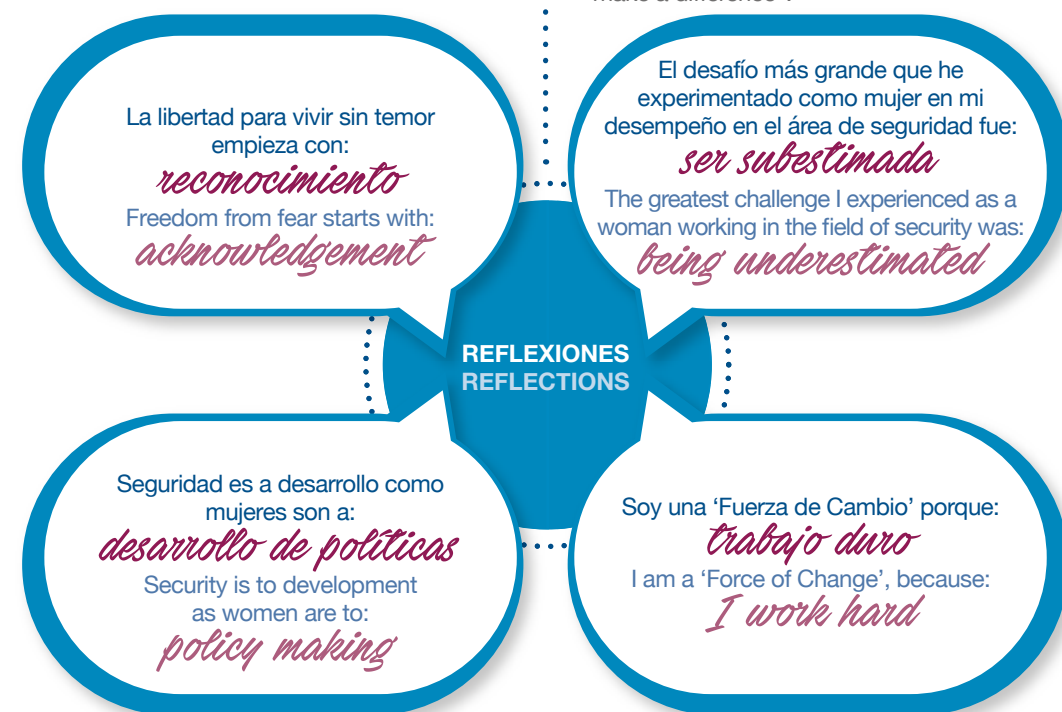 make a difference".
La libertad para vivir sin temor
empieza con:
reconocimiento
Freedom from fear starts with:
acknowledgement
El desafío más grande que he
experimentado como mujer en mi
desempeño en el área de seguridad fue:
ser subestimada
The greatest challenge I experienced as a
woman working in the field of security was:
being underestimated
REFLEXIONES
REFLECTIONS
Seguridad es a desarrollo como
mujeres son a:
desarrollo de políticas
Security is to development
as women are to:
policy making
Soy una ‘Fuerza de Cambio’ porque:
trabajo duro
I am a ‘Force of Change’, because:
I work hard